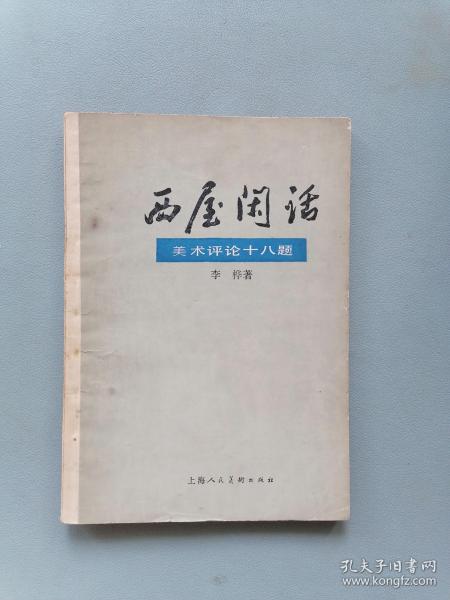 西屋闲话
美术评论十八题
李桦著
上海人民美术出版社
孔夫子旧书网
www.kongfz.com